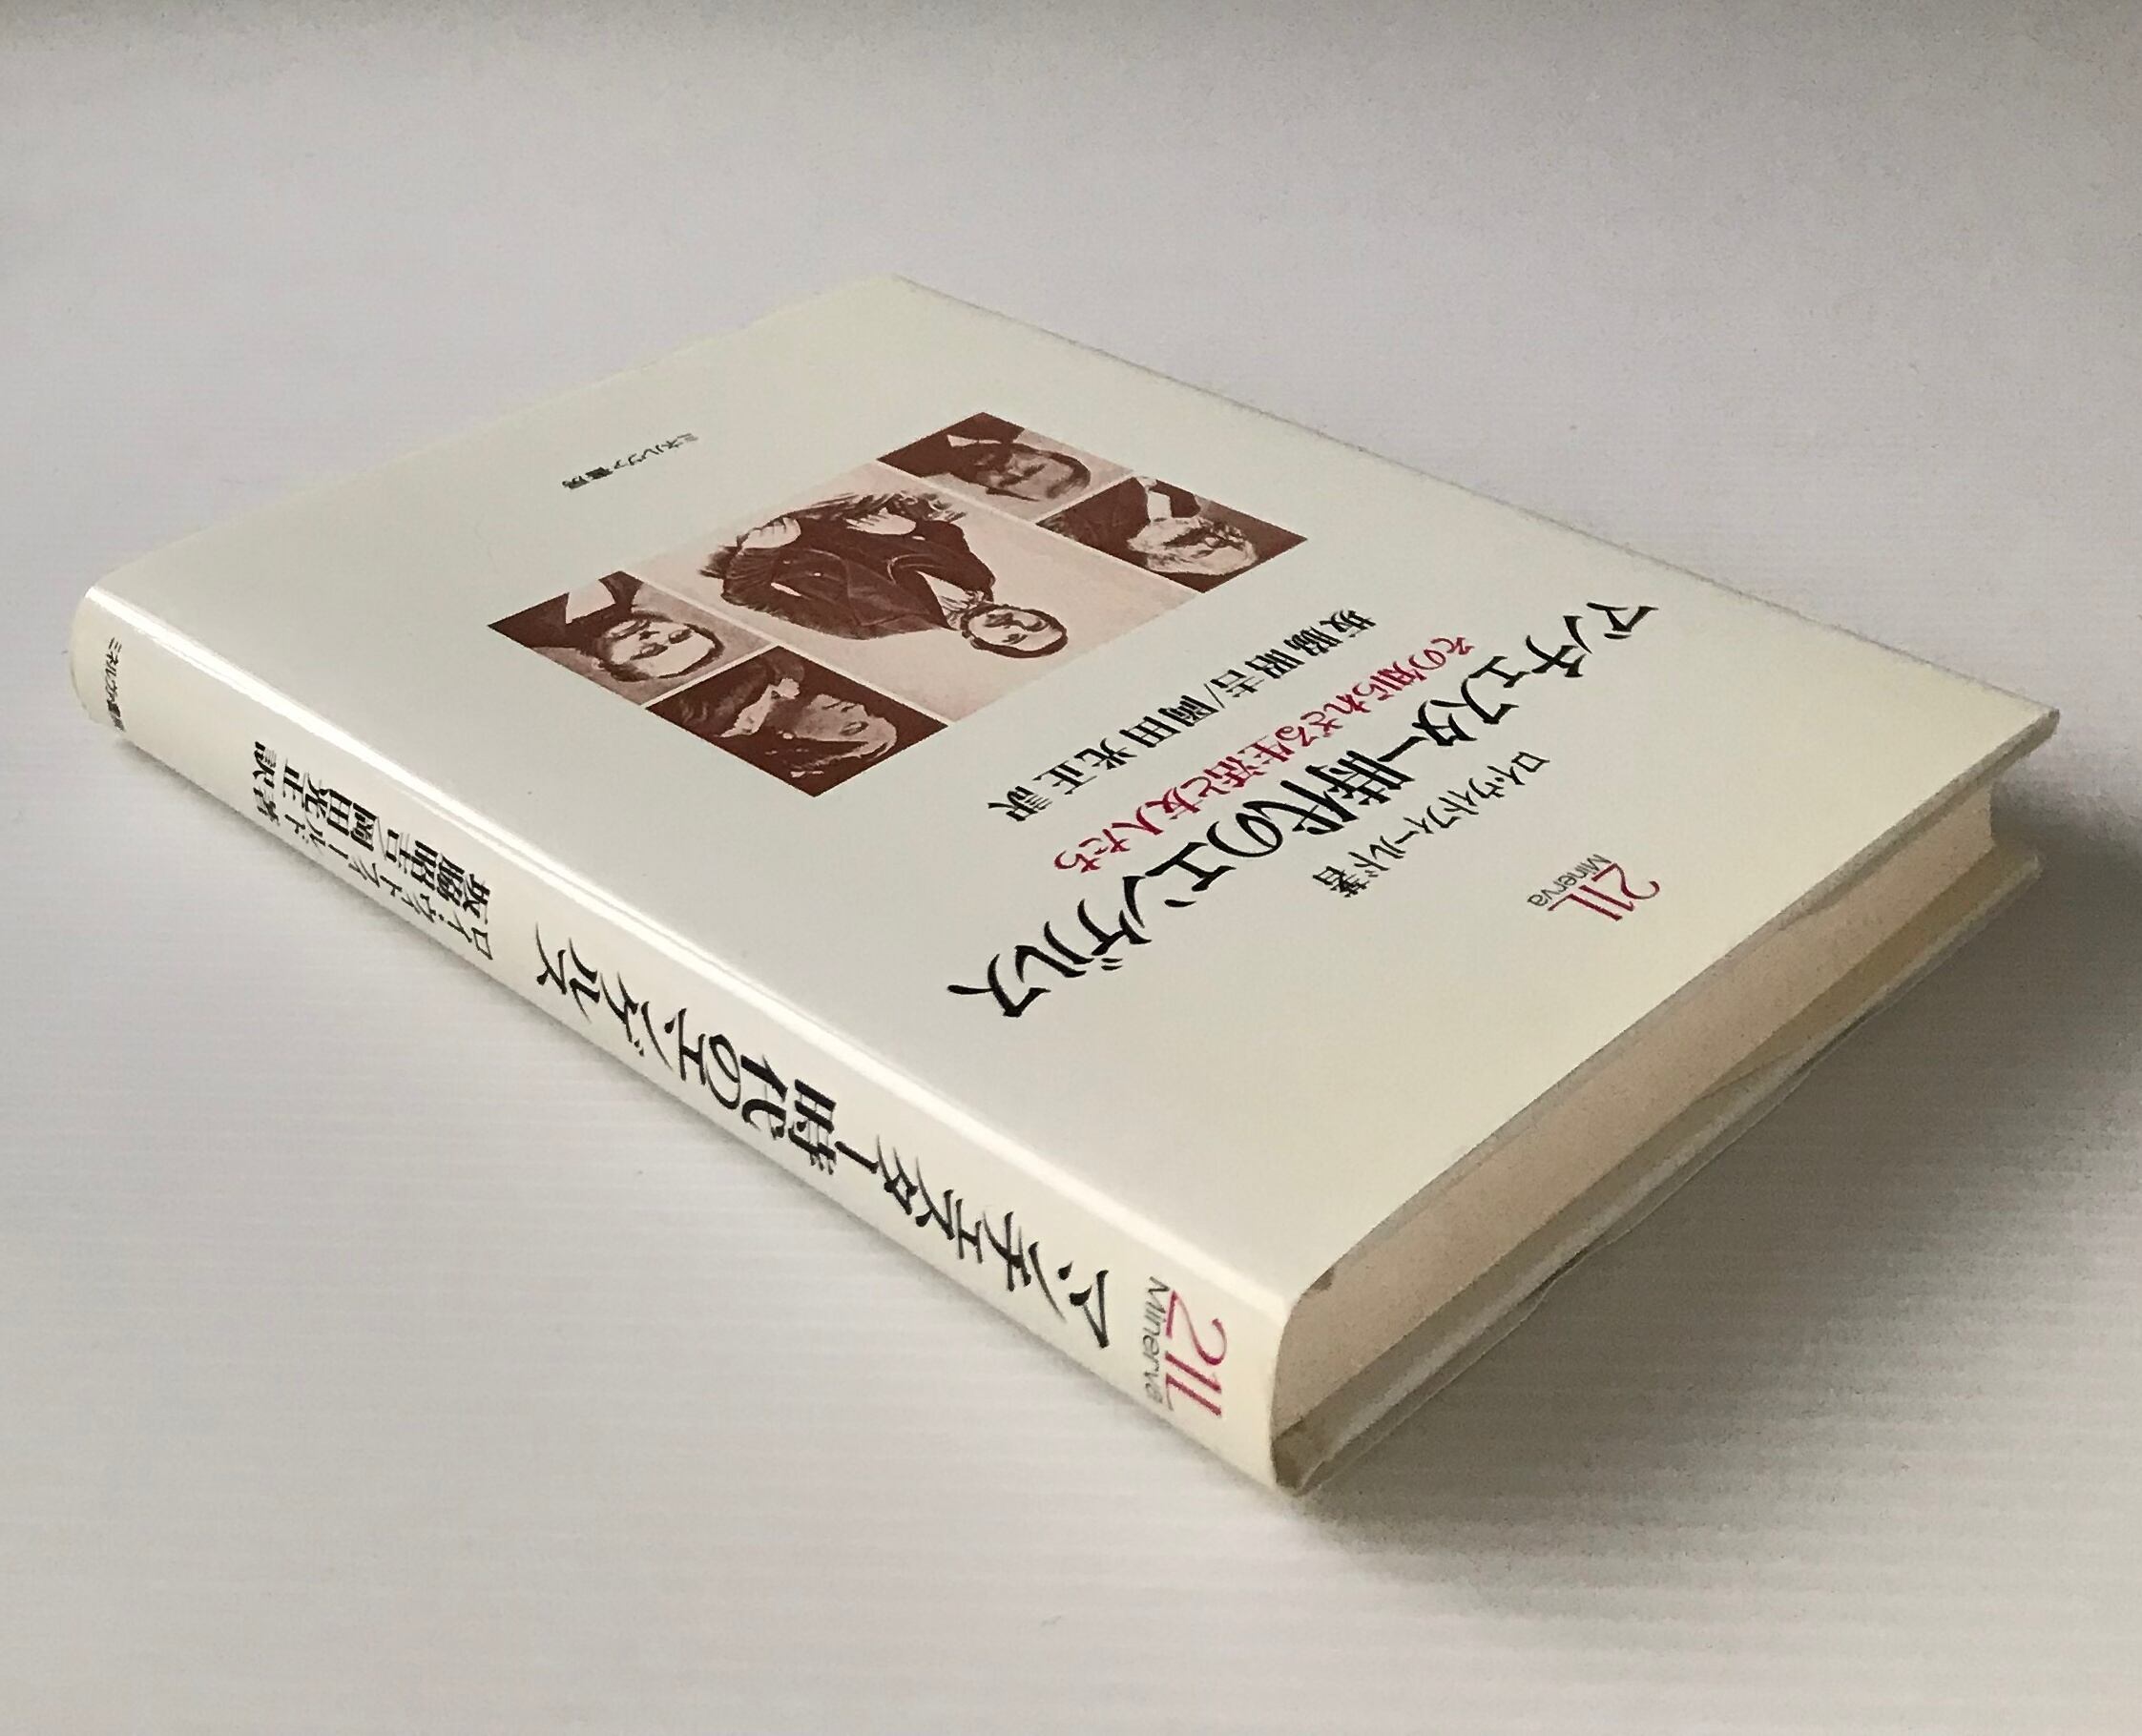 21L
Minerva
ロイ・ウィトフィールド著
マンチェスター時代のエンゲルス
その知られざる生活と友人たち
坂脇昭吉/岡田光正訳
ミネルヴァ書房
21L
Minerva
マンチェスター時代のエンゲルス
ロイ・ウィトフィールド著
坂脇昭吉/岡田光正訳
ミネルヴァ書房